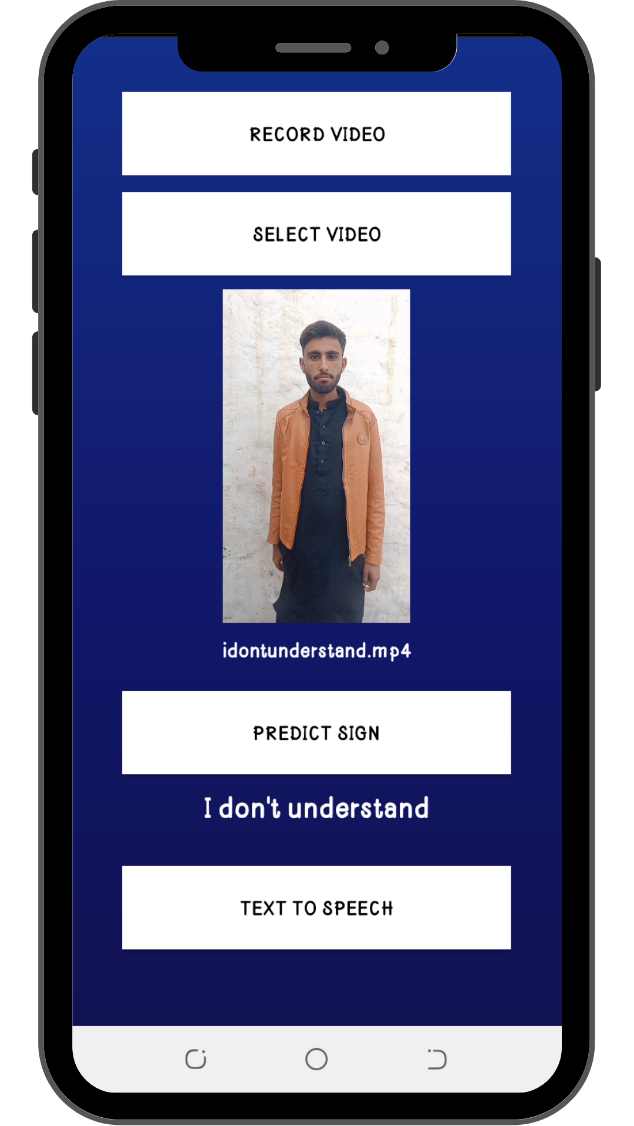 RECORD VIDEO
SELECT VIDEO
idontunderstand.mp4
PREDICT SIGN
I don't understand
TEXT TO SPEECH